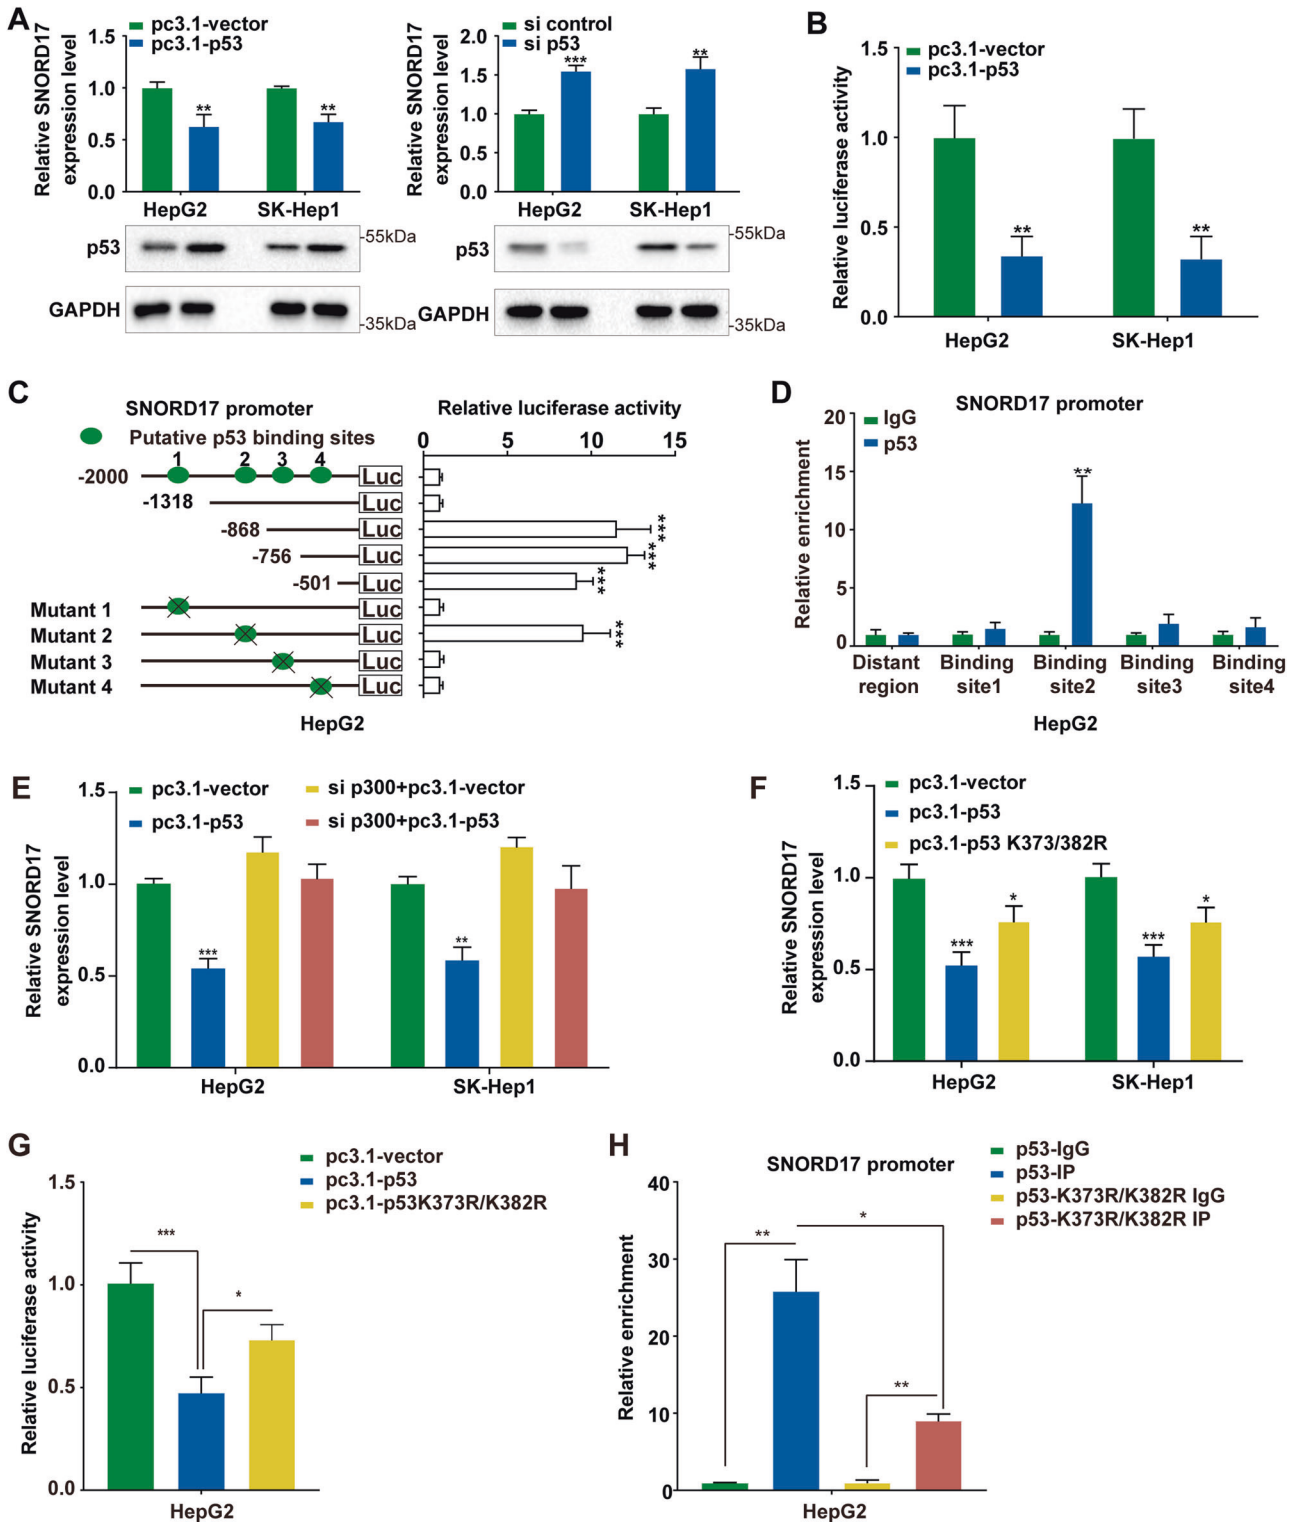 A
pc3.1-vector
pc3.1-p53
Relative SNORD17
expression level
1.5
1.0
0.5
0.0
** **
HepG2 SK-Hep1
p53
-55kDa
GAPDH
-35kDa
si control
si p53
Relative SNORD17
expression level
2.0
1.5
1.0
0.5
0.0
*** **
HepG2 SK-Hep1
p53
-55kDa
GAPDH
-35kDa
B
pc3.1-vector
pc3.1-p53
Relative luciferase activity
1.5
1.0
0.5
0.0
** **
HepG2 SK-Hep1
C
SNORD17 promoter
Putative p53 binding sites
Relative luciferase activity
0 5 10 15
1 2 3 4
-2000 Luc
-1318 Luc
-868 Luc ***
-756 Luc ***
-501 Luc ***
Mutant 1 Luc
Mutant 2 Luc ***
Mutant 3 Luc
Mutant 4 Luc
HepG2
D
SNORD17 promoter
IgG
p53
Relative enrichment
20
15
10
5
0
**
Distant
region
Binding
site1
Binding
site2
Binding
site3
Binding
site4
HepG2
E
pc3.1-vector
pc3.1-p53
si p300+pc3.1-vector
si p300+pc3.1-p53
Relative SNORD17
expression level
1.5
1.0
0.5
0.0
*** **
HepG2 SK-Hep1
F
pc3.1-vector
pc3.1-p53
pc3.1-p53 K373/382R
Relative SNORD17
expression level
1.5
1.0
0.5
0.0
*** * *** *
HepG2 SK-Hep1
G
pc3.1-vector
pc3.1-p53
pc3.1-p53K373R/K382R
Relative luciferase activity
1.5
1.0
0.5
0.0
*** *
HepG2
H
SNORD17 promoter
p53-IgG
p53-IP
p53-K373R/K382R IgG
p53-K373R/K382R IP
Relative enrichment
40
30
20
10
0
** * **
HepG2